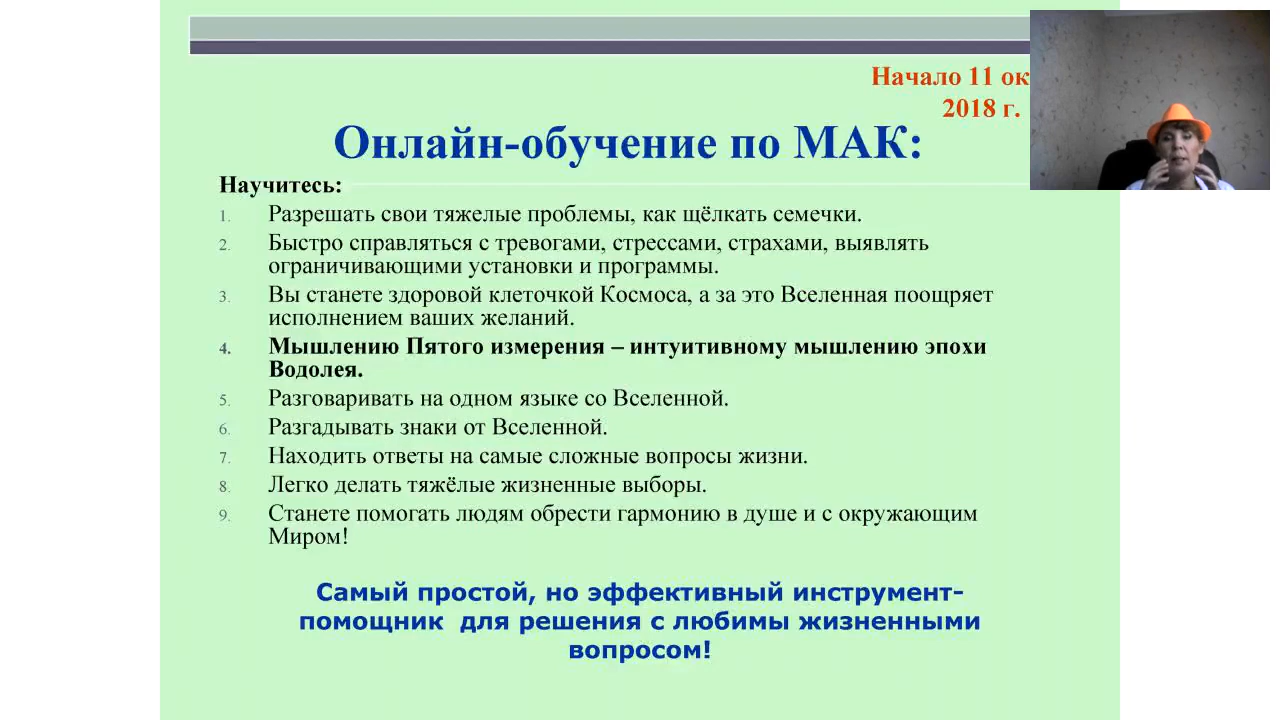 Начало 11 ок
2018 г.
Онлайн-обучение по МАК:
Научитесь:
1. Разрешать свои тяжелые проблемы, как щёлкать семечки.
2. Быстро справляться с тревогами, стрессами, страхами, выявлять
ограничивающими установки и программы.
3. Вы станете здоровой клеточкой Космоса, а за это Вселенная поощряет
исполнением ваших желаний.
4. Мышлению Пятого измерения – интуитивному мышлению эпохи
Водолея.
5. Разговаривать на одном языке со Вселенной.
6. Разгадывать знаки от Вселенной.
7. Находить ответы на самые сложные вопросы жизни.
8. Легко делать тяжёлые жизненные выборы.
9. Станете помогать людям обрести гармонию в душе и с окружающим
Миром!
Самый простой, но эффективный инструмент-
помощник для решения с любимы жизненными
вопросом!